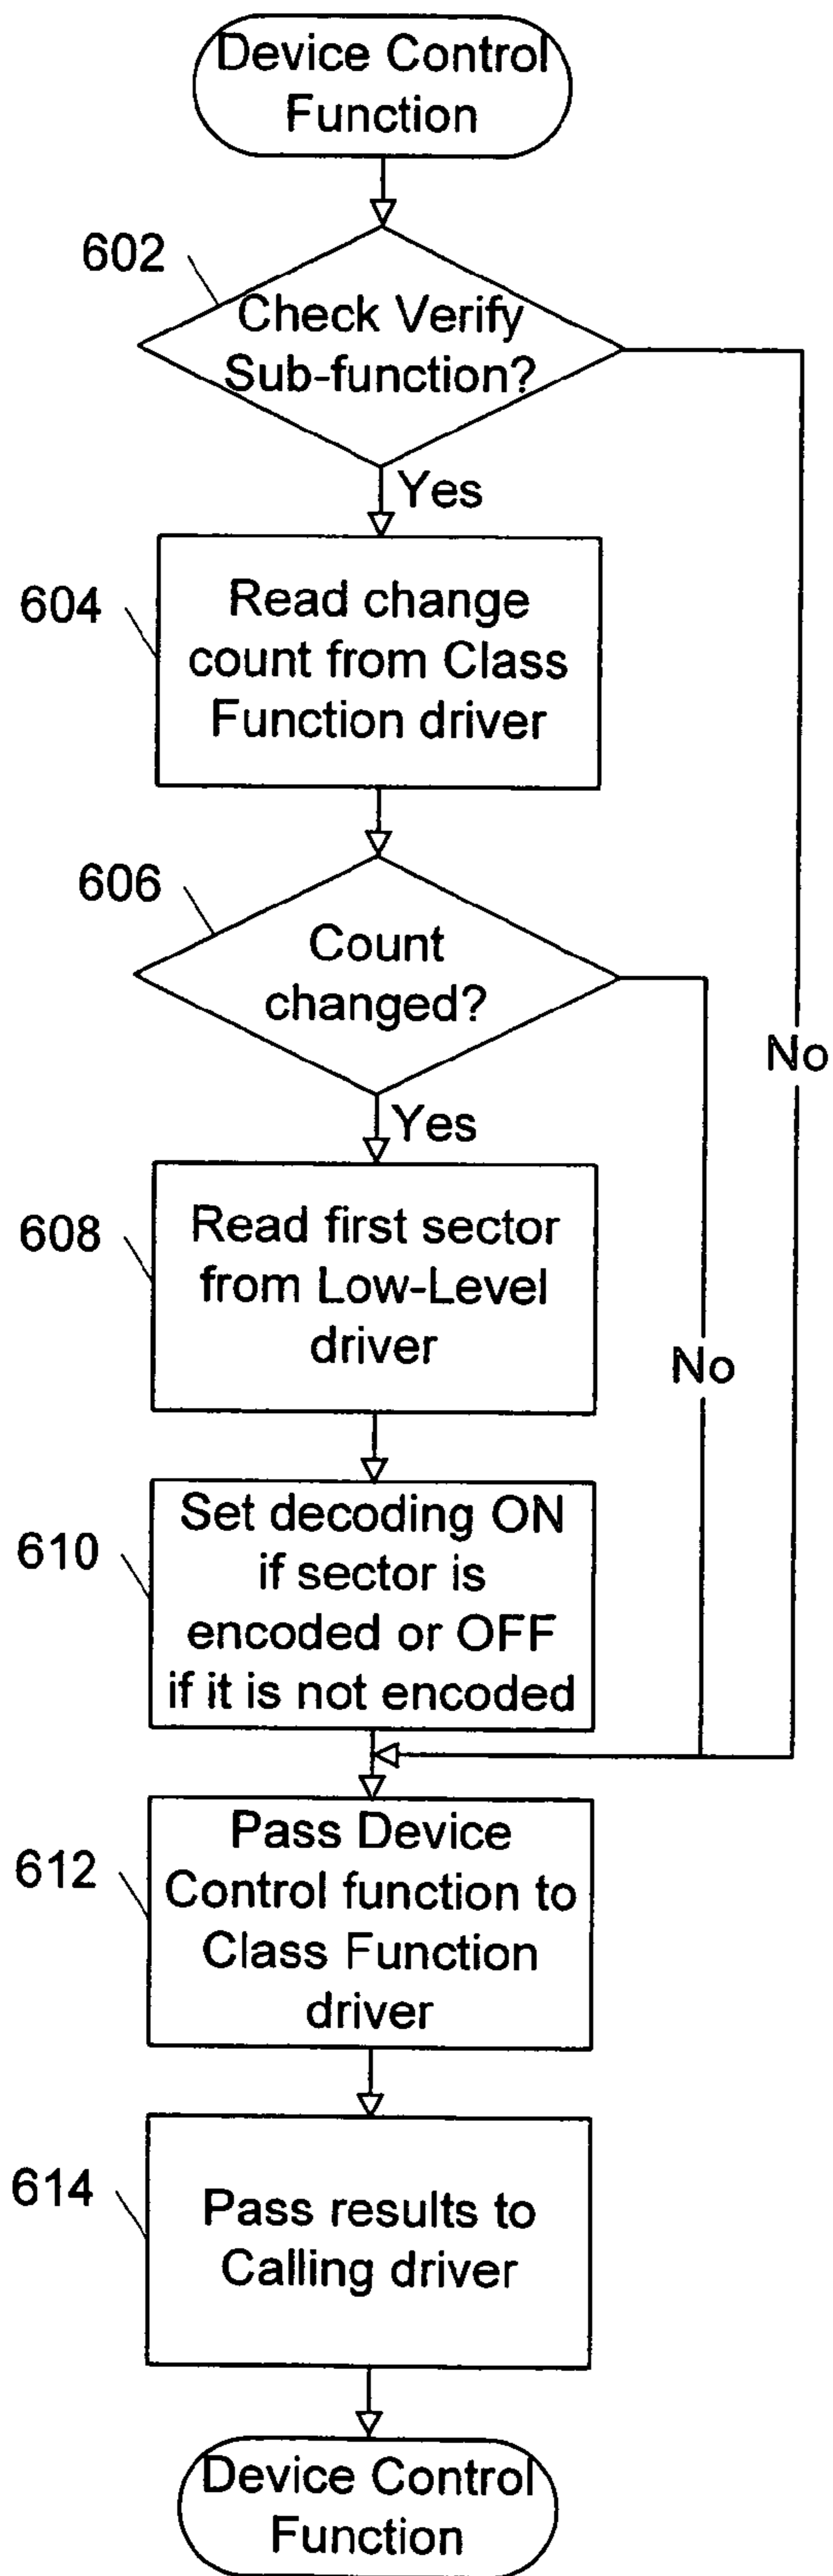 Device Control
Function
602
Check Verify
Sub-function?
Yes
604
Read change
count from Class
Function driver
606
Count
changed?
No
Yes
608
Read first sector
from Low-Level
driver
No
610
Set decoding ON
if sector is
encoded or OFF
if it is not encoded
612
Pass Device
Control function to
Class Function
driver
614
Pass results to
Calling driver
Device Control
Function